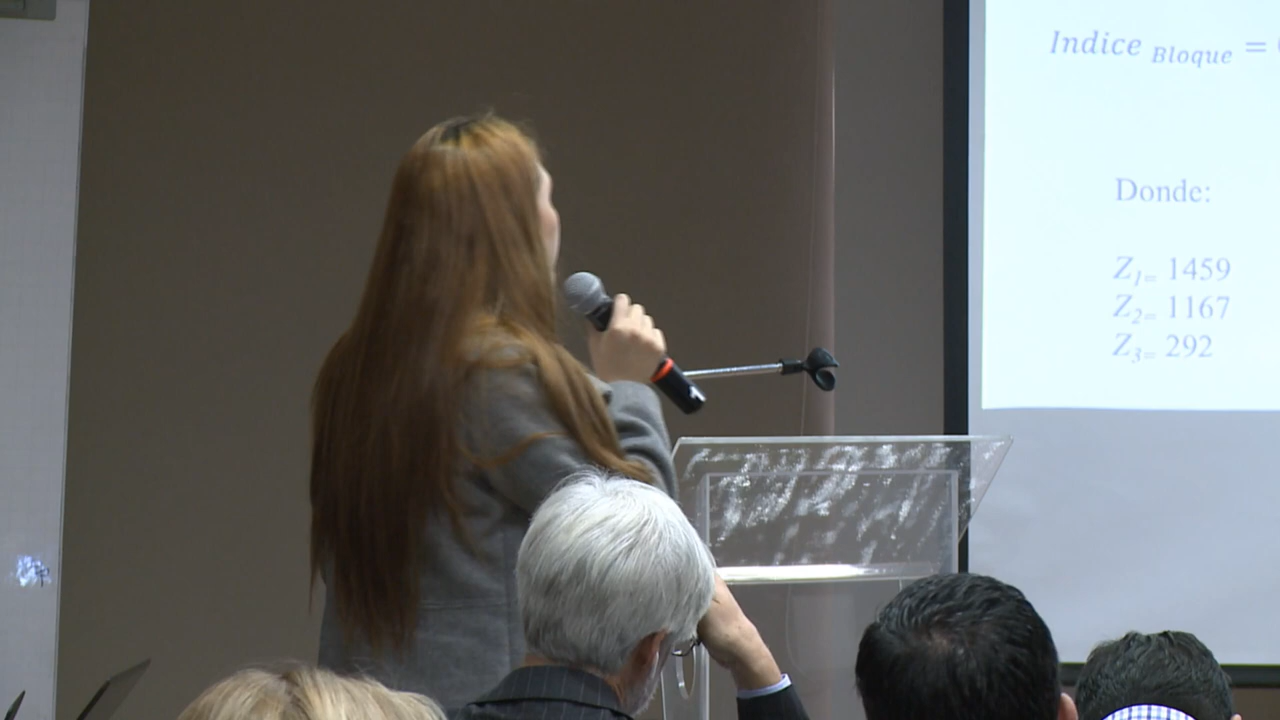 Indice Bloque =
Donde:
Z1= 1459
Z2= 1167
Z3= 292